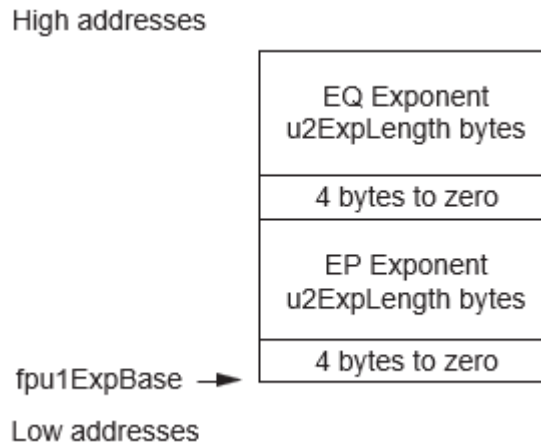 High addresses
EQ Exponent
u2ExpLength bytes
4 bytes to zero
EP Exponent
u2ExpLength bytes
4 bytes to zero
fpu1ExpBase
Low addresses